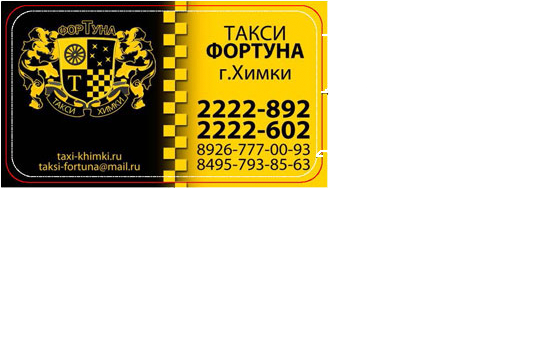 ФОРТУНА
Т
ТАКСИ ХИМКИ
taxi-khimki.ru
taksi-fortuna@mail.ru
ТАКСИ
ФОРТУНА
г.Химки
2222-892
2222-602
8926-777-00-93
8495-793-85-63